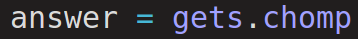 answer = gets.chomp